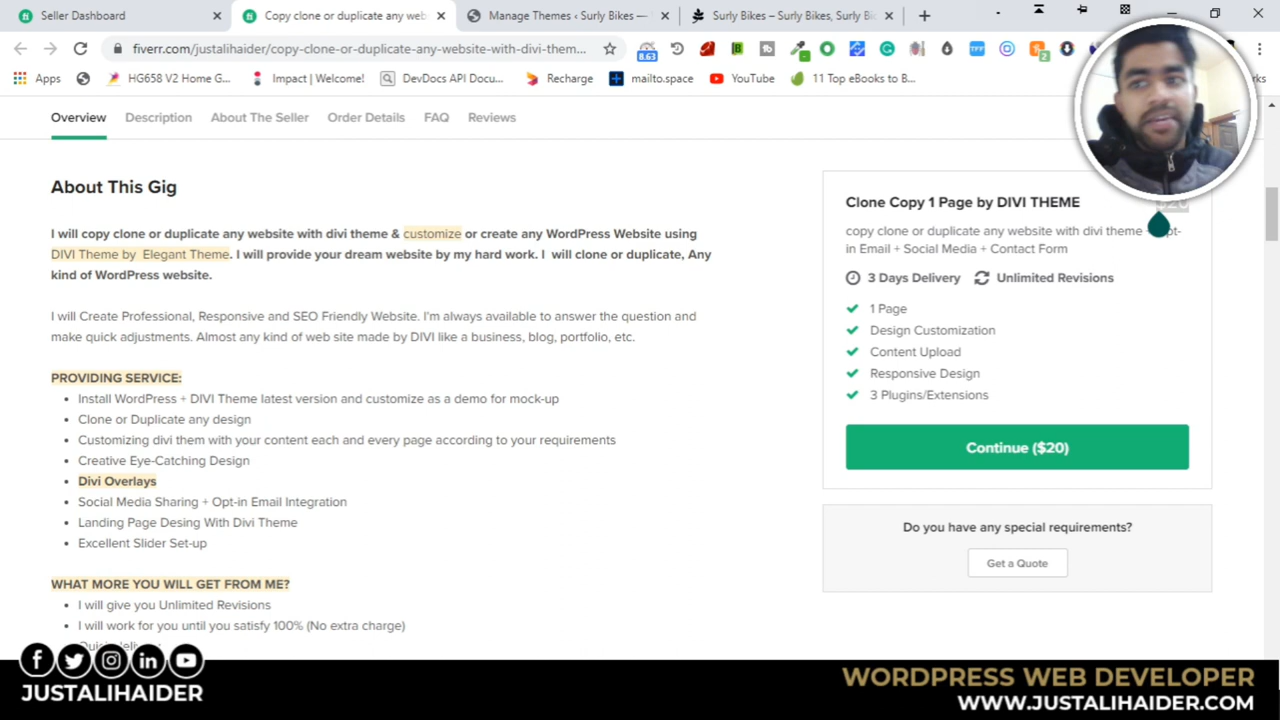 Seller Dashboard
Copy clone or duplicate any web
Manage Themes ‹ Surly Bikes —
Surly Bikes – Surly Bikes, Surly Bic
fiverr.com/justalihaider/copy-clone-or-duplicate-any-website-with-divi-them...
8.63
2
Apps
HG658 V2 Home G...
Impact | Welcome!
DevDocs API Docu...
Recharge
mailto.space
YouTube
11 Top eBooks to B...
Overview
Description
About The Seller
Order Details
FAQ
Reviews
About This Gig
I will copy clone or duplicate any website with divi theme & customize or create any WordPress Website using
DIVI Theme by Elegant Theme. I will provide your dream website by my hard work. I will clone or duplicate, Any
kind of WordPress website.
I will Create Professional, Responsive and SEO Friendly Website. I'm always available to answer the question and
make quick adjustments. Almost any kind of web site made by DIVI like a business, blog, portfolio, etc.
PROVIDING SERVICE:
Install WordPress + DIVI Theme latest version and customize as a demo for mock-up
Clone or Duplicate any design
Customizing divi them with your content each and every page according to your requirements
Creative Eye-Catching Design
Divi Overlays
Social Media Sharing + Opt-in Email Integration
Landing Page Desing With Divi Theme
Excellent Slider Set-up
WHAT MORE YOU WILL GET FROM ME?
I will give you Unlimited Revisions
I will work for you until you satisfy 100% (No extra charge)
Clone Copy 1 Page by DIVI THEME
$20
copy clone or duplicate any website with divi theme
in Email + Social Media + Contact Form
3 Days Delivery
Unlimited Revisions
1 Page
Design Customization
Content Upload
Responsive Design
3 Plugins/Extensions
Continue ($20)
Do you have any special requirements?
Get a Quote
JUSTALIHAIDER
WORDPRESS WEB DEVELOPER
WWW.JUSTALIHAIDER.COM